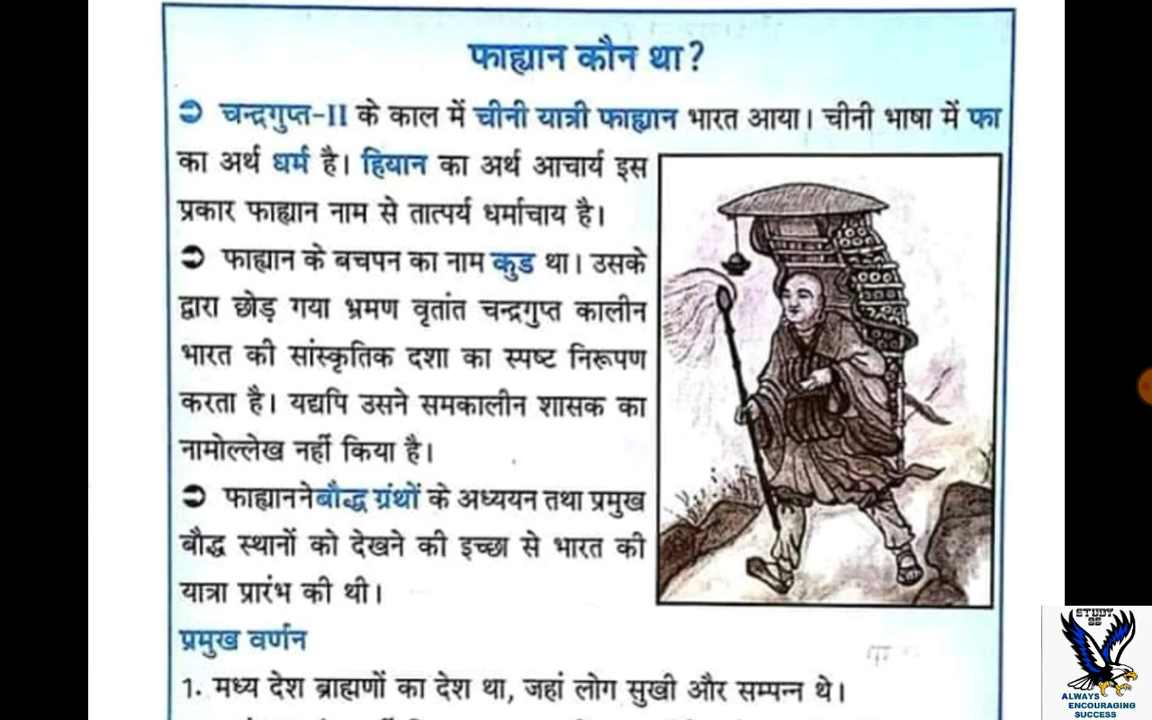 फाह्यान कौन था?
➲ चन्द्रगुप्त-II के काल में चीनी यात्री फाह्यान भारत आया। चीनी भाषा में फा
का अर्थ धर्म है। हियान का अर्थ आचार्य इस
प्रकार फाह्यान नाम से तात्पर्य धर्माचाय है।
➲ फाह्यान के बचपन का नाम कुड था। उसके
द्वारा छोड़ गया भ्रमण वृतांत चन्द्रगुप्त कालीन
भारत की सांस्कृतिक दशा का स्पष्ट निरूपण
करता है। यद्यपि उसने समकालीन शासक का
नामोल्लेख नहीं किया है।
➲ फाह्यानने बौद्ध ग्रंथों के अध्ययन तथा प्रमुख
बौद्ध स्थानों को देखने की इच्छा से भारत की
यात्रा प्रारंभ की थी।
प्रमुख वर्णन
1. मध्य देश ब्राह्मणों का देश था, जहां लोग सुखी और सम्पन्न थे।
STUDY
ALWAYS
ENCOURAGING
SUCCESS